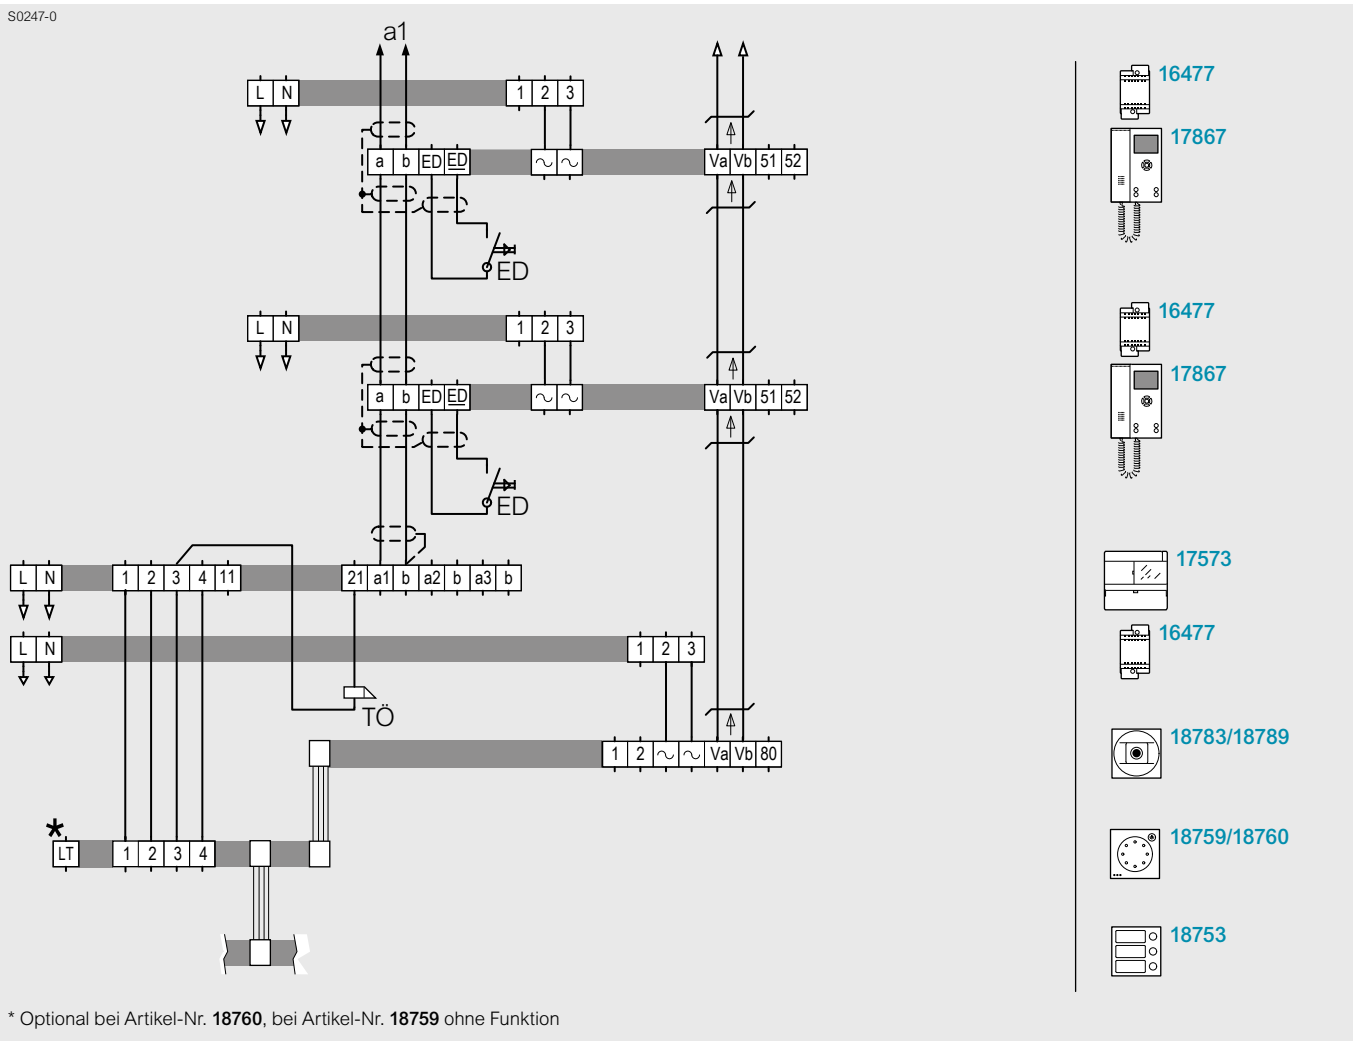 S0247-0
a1
L N 1 2 3
16477
17867
a b ED ED ~ ~ Va Vb 51 52
ED
L N 1 2 3
16477
17867
a b ED ED ~ ~ Va Vb 51 52
ED
L N 1 2 3 4 11 21 a1 b a2 b a3 b
17573
L N 1 2 3
16477
TÖ
1 2 ~ ~ Va Vb 80
18783/18789
*
LT 1 2 3 4
18759/18760
18753
* Optional bei Artikel-Nr. 18760, bei Artikel-Nr. 18759 ohne Funktion